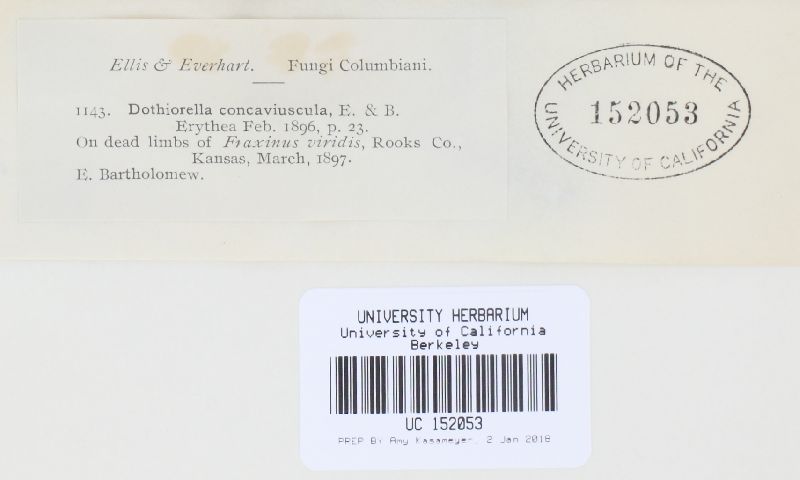 Ellis & Everhart. Fungi Columbiani.
1143. Dothiorella concaviuscula, E. & B.
Erythea Feb. 1896, p. 23.
On dead limbs of Fraxinus viridis, Rooks Co.,
Kansas, March, 1897.
E. Bartholomew.
HERBARIUM OF THE
152053
UNIVERSITY OF CALIFORNIA
UNIVERSITY HERBARIUM
University of California
Berkeley
UC 152053
PREP BY Amy Kasameyer, 2 Jan 2018